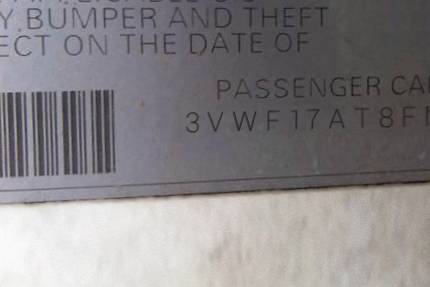 Y, BUMPER AND THEFT
ECT ON THE DATE OF
PASSENGER CA
3VWF17AT8F